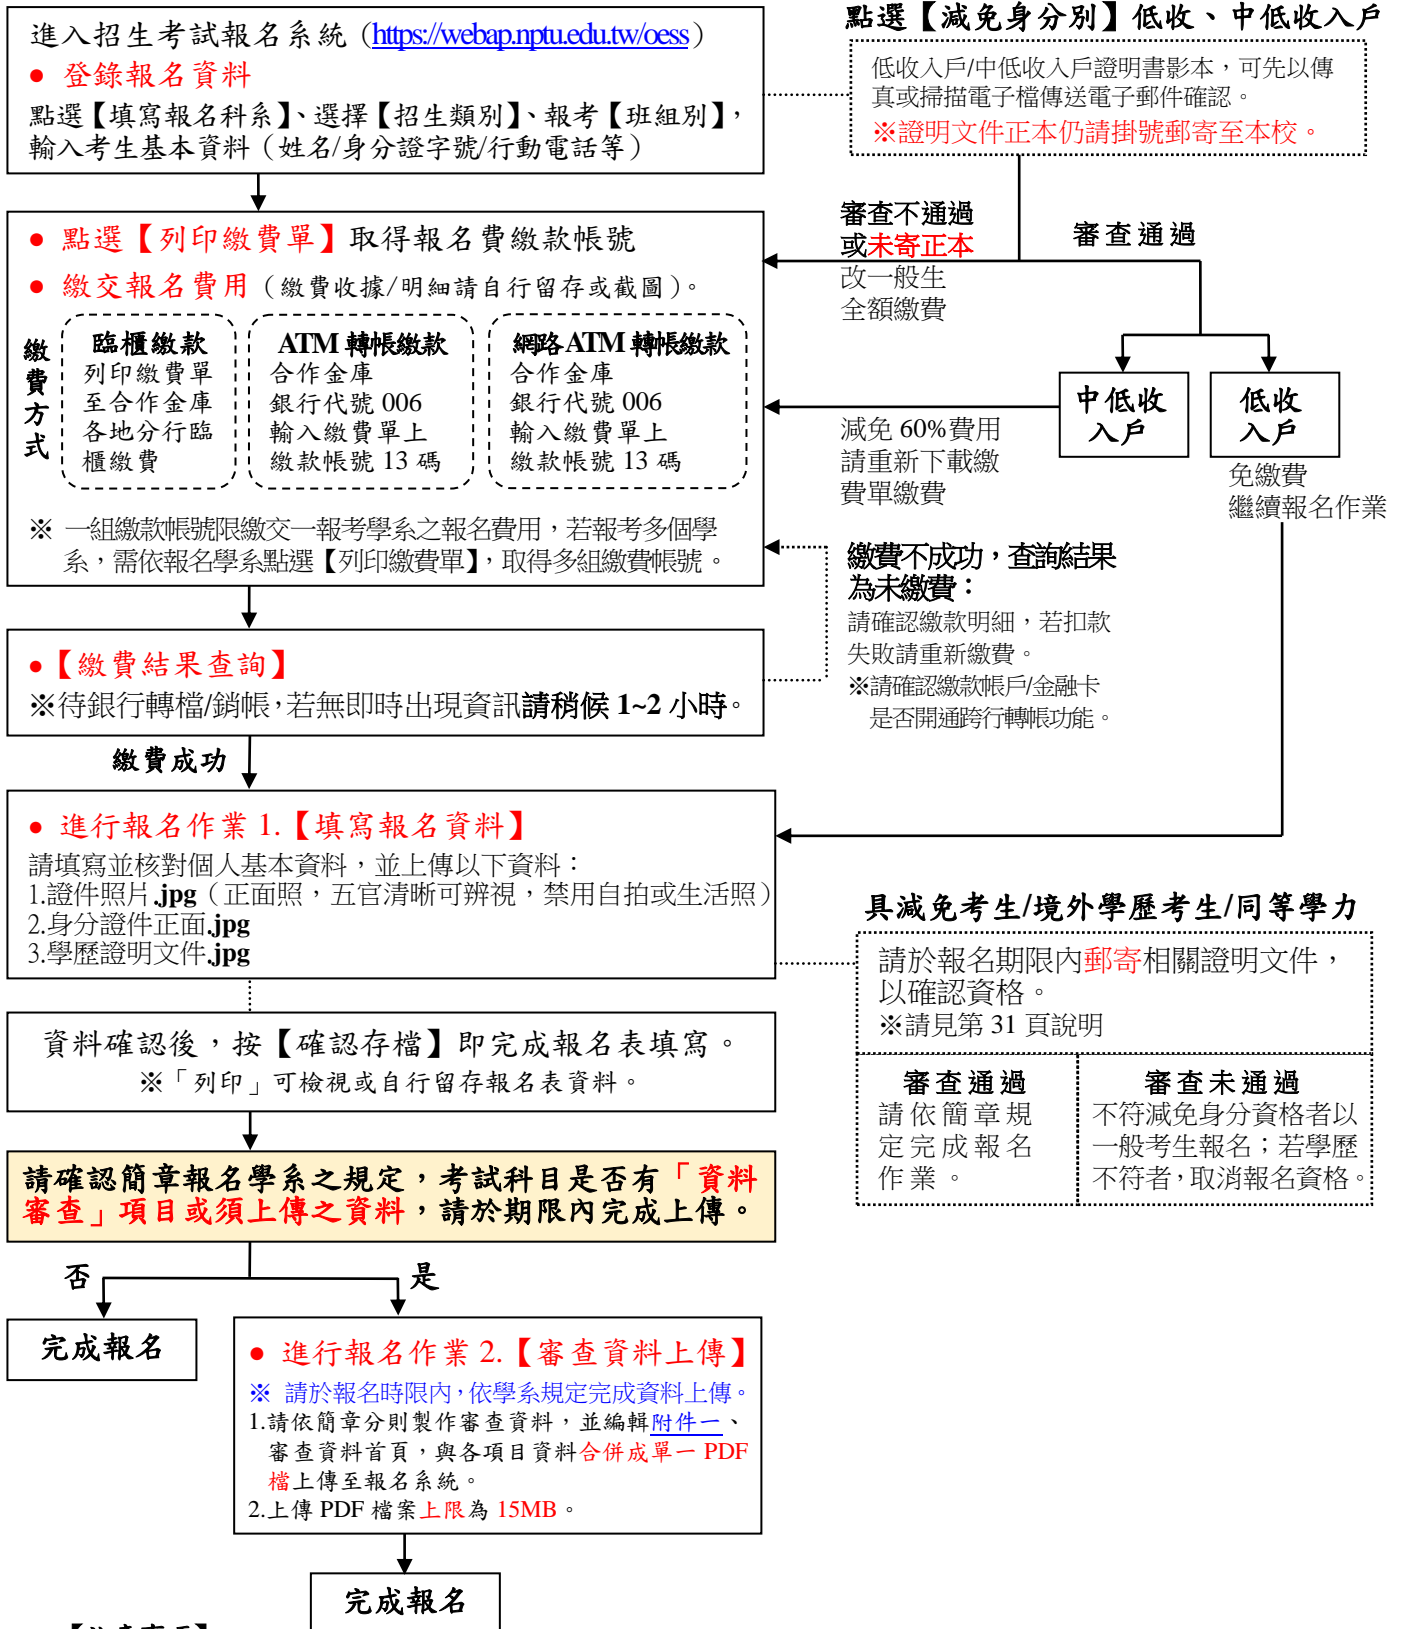 點選【減免身分別】低收、中低收入戶
進入招生考試報名系統（https://webap.nptu.edu.tw/oess）
● 登錄報名資料
點選【填寫報名科系】、選擇【招生類別】、報考【班組別】，
輸入考生基本資料（姓名/身分證字號/行動電話等）
低收入戶/中低收入戶證明書影本，可先以傳
真或掃描電子檔傳送電子郵件確認。
※證明文件正本仍請掛號郵寄至本校。
審查不通過
或未寄正本
改一般生
全額繳費
審查通過
● 點選【列印繳費單】取得報名費繳款帳號
● 繳交報名費用（繳費收據/明細請自行留存或截圖）。
繳費方式
臨櫃繳款
列印繳費單
至合作金庫
各地分行臨
櫃繳費
ATM 轉帳繳款
合作金庫
銀行代號 006
輸入繳費單上
繳款帳號 13 碼
網路 ATM 轉帳繳款
合作金庫
銀行代號 006
輸入繳費單上
繳款帳號 13 碼
※ 一組繳款帳號限繳交一報考學系之報名費用，若報考多個學
系，需依報名學系點選【列印繳費單】，取得多組繳費帳號。
中低收
入戶
低收
入戶
減免 60%費用
請重新下載繳
費單繳費
免繳費
繼續報名作業
繳費不成功，查詢結果
為未繳費：
請確認繳款明細，若扣款
失敗請重新繳費。
※請確認繳款帳戶/金融卡
是否開通跨行轉帳功能。
●【繳費結果查詢】
※待銀行轉檔/銷帳，若無即時出現資訊請稍候 1~2 小時。
繳費成功
● 進行報名作業 1.【填寫報名資料】
請填寫並核對個人基本資料，並上傳以下資料：
1.證件照片.jpg（正面照，五官清晰可辨視，禁用自拍或生活照）
2.身分證件正面.jpg
3.學歷證明文件.jpg
具減免考生/境外學歷考生/同等學力
請於報名期限內郵寄相關證明文件，
以確認資格。
※請見第 31 頁說明
審查通過
請依簡章規
定完成報名
作業。
審查未通過
不符減免身分資格者以
一般考生報名；若學歷
不符者，取消報名資格。
資料確認後，按【確認存檔】即完成報名表填寫。
※「列印」可檢視或自行留存報名表資料。
請確認簡章報名學系之規定，考試科目是否有「資料
審查」項目或須上傳之資料，請於期限內完成上傳。
否
是
完成報名
● 進行報名作業 2.【審查資料上傳】
※ 請於報名時限內，依學系規定完成資料上傳。
1.請依簡章分則製作審查資料，並編輯附件一、
審查資料首頁，與各項目資料合併成單一 PDF
檔上傳至報名系統。
2.上傳 PDF 檔案上限為 15MB。
完成報名